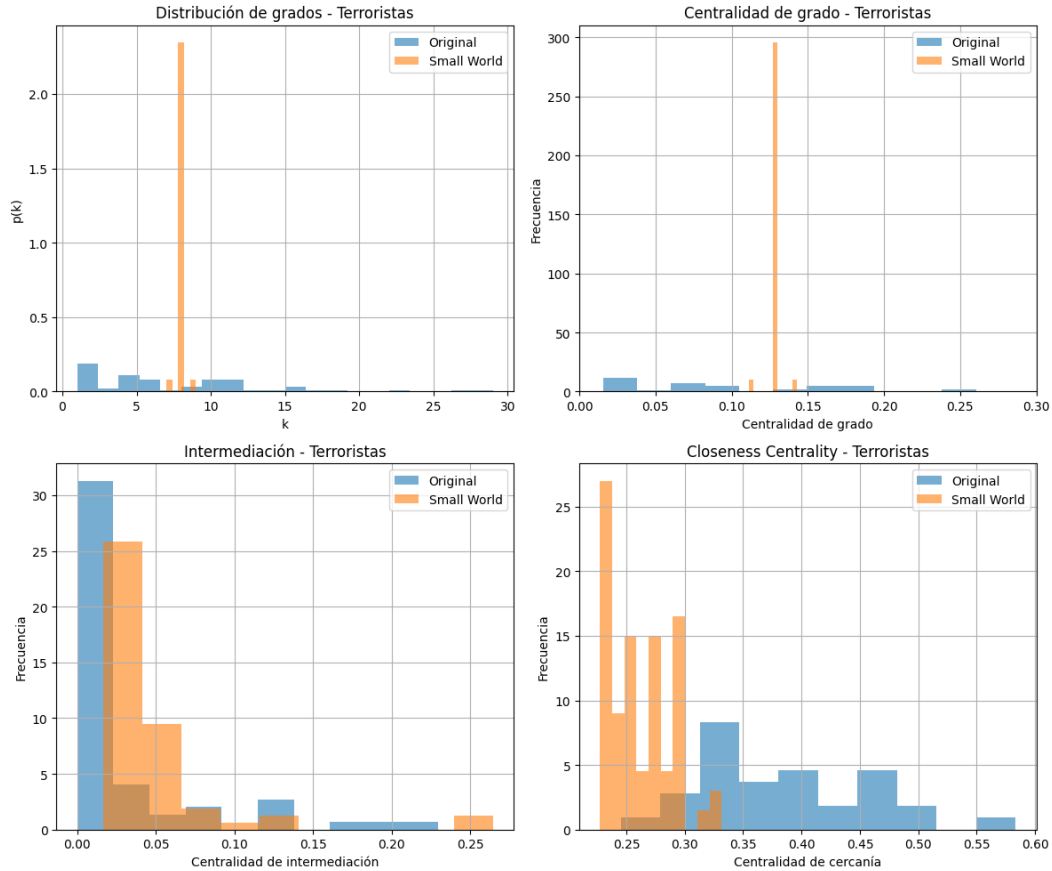 Distribución de grados - Terroristas
Original
Small World
p(k)
2.0
1.5
1.0
0.5
0.0
0 5 10 15 20 25 30
k
Centralidad de grado - Terroristas
Original
Small World
Frecuencia
300
250
200
150
100
50
0
0.00 0.05 0.10 0.15 0.20 0.25 0.30
Centralidad de grado
Intermediación - Terroristas
Original
Small World
Frecuencia
30
25
20
15
10
5
0
0.00 0.05 0.10 0.15 0.20 0.25
Centralidad de intermediación
Closeness Centrality - Terroristas
Original
Small World
Frecuencia
25
20
15
10
5
0
0.25 0.30 0.35 0.40 0.45 0.50 0.55 0.60
Centralidad de cercanía